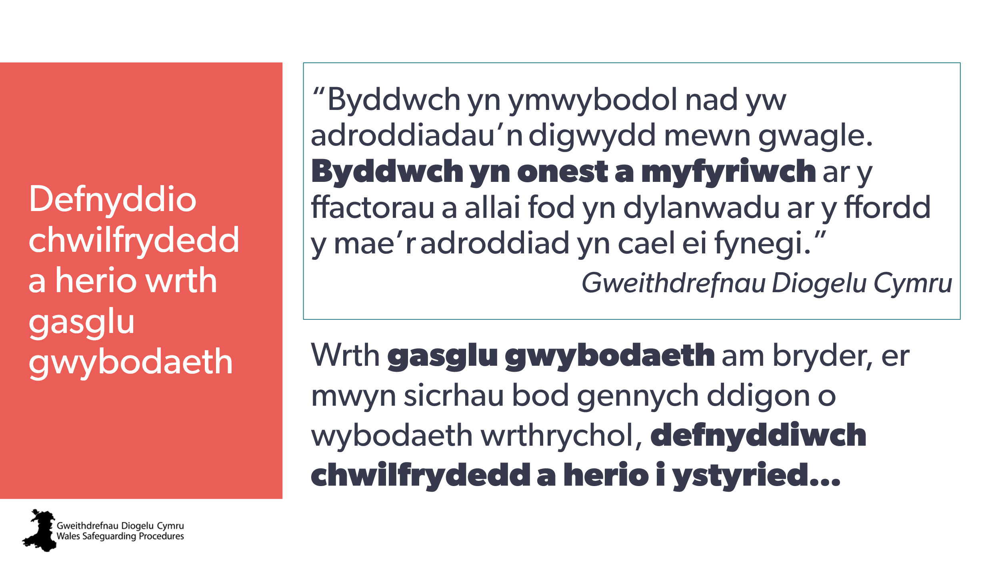 Defnyddio
chwilfrydedd
a herio wrth
gasglu
gwybodaeth
“Byddwch yn ymwybodol nad yw
adroddiadau’n digwydd mewn gwagle.
Byddwch yn onest a myfyriwch ar y
ffactorau a allai fod yn dylanwadu ar y ffordd
y mae’r adroddiad yn cael ei fynegi.“
Gweithdrefnau Diogelu Cymru
Wrth gasglu gwybodaeth am bryder, er
mwyn sicrhau bod gennych ddigon o
wybodaeth wrthrychol, defnyddiwch
chwilfrydedd a herio i ystyried...
Gweithdrefnau Diogelu Cymru
Wales Safeguarding Procedures